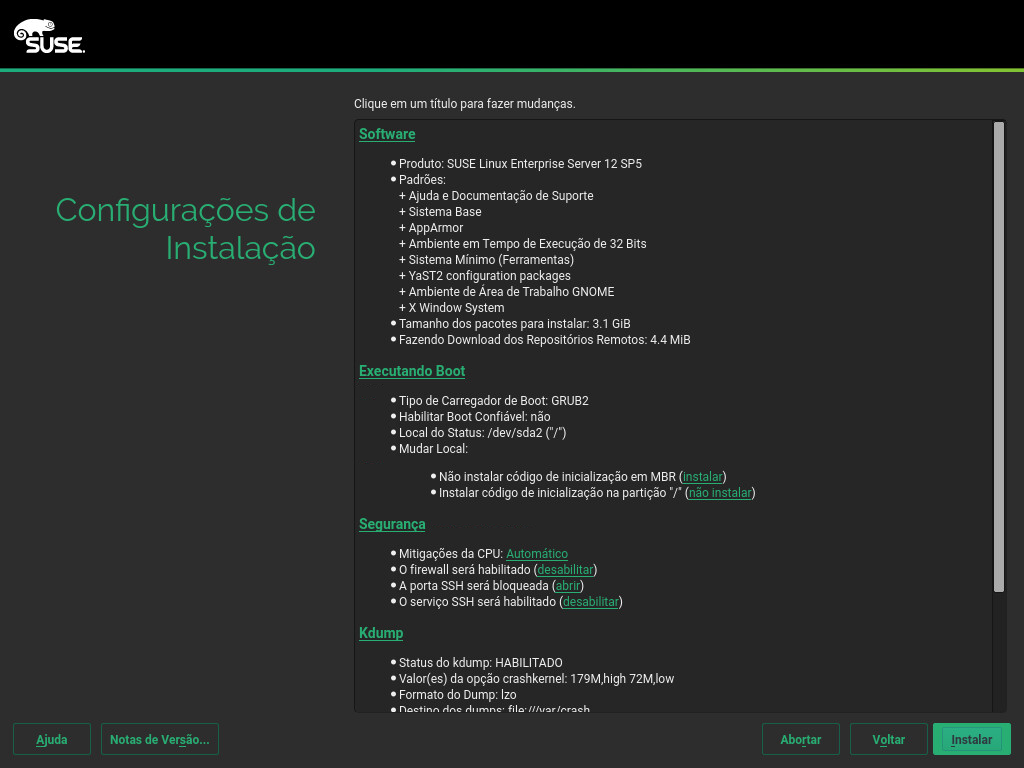 SUSE.
Clique em um título para fazer mudanças.
Configurações de
Instalação
Software
Produto: SUSE Linux Enterprise Server 12 SP5
Padrões:
+ Ajuda e Documentação de Suporte
+ Sistema Base
+ AppArmor
+ Ambiente em Tempo de Execução de 32 Bits
+ Sistema Mínimo (Ferramentas)
+ YaST2 configuration packages
+ Ambiente de Área de Trabalho GNOME
+ X Window System
Tamanho dos pacotes para instalar: 3.1 GiB
Fazendo Download dos Repositórios Remotos: 4.4 MiB
Executando Boot
Tipo de Carregador de Boot: GRUB2
Habilitar Boot Confiável: não
Local do Status: /dev/sda2 ("/")
Mudar Local:
Não instalar código de inicialização em MBR (instalar)
Instalar código de inicialização na partição "/" (não instalar)
Segurança
Mitigações da CPU: Automático
O firewall será habilitado (desabilitar)
A porta SSH será bloqueada (abrir)
O serviço SSH será habilitado (desabilitar)
Kdump
Status do kdump: HABILITADO
Valor(es) da opção crashkernel: 179M,high 72M,low
Formato do Dump: lzo
Destino dos dumps: file:///var/crash
Ajuda
Notas de Versão...
Abortar
Voltar
Instalar